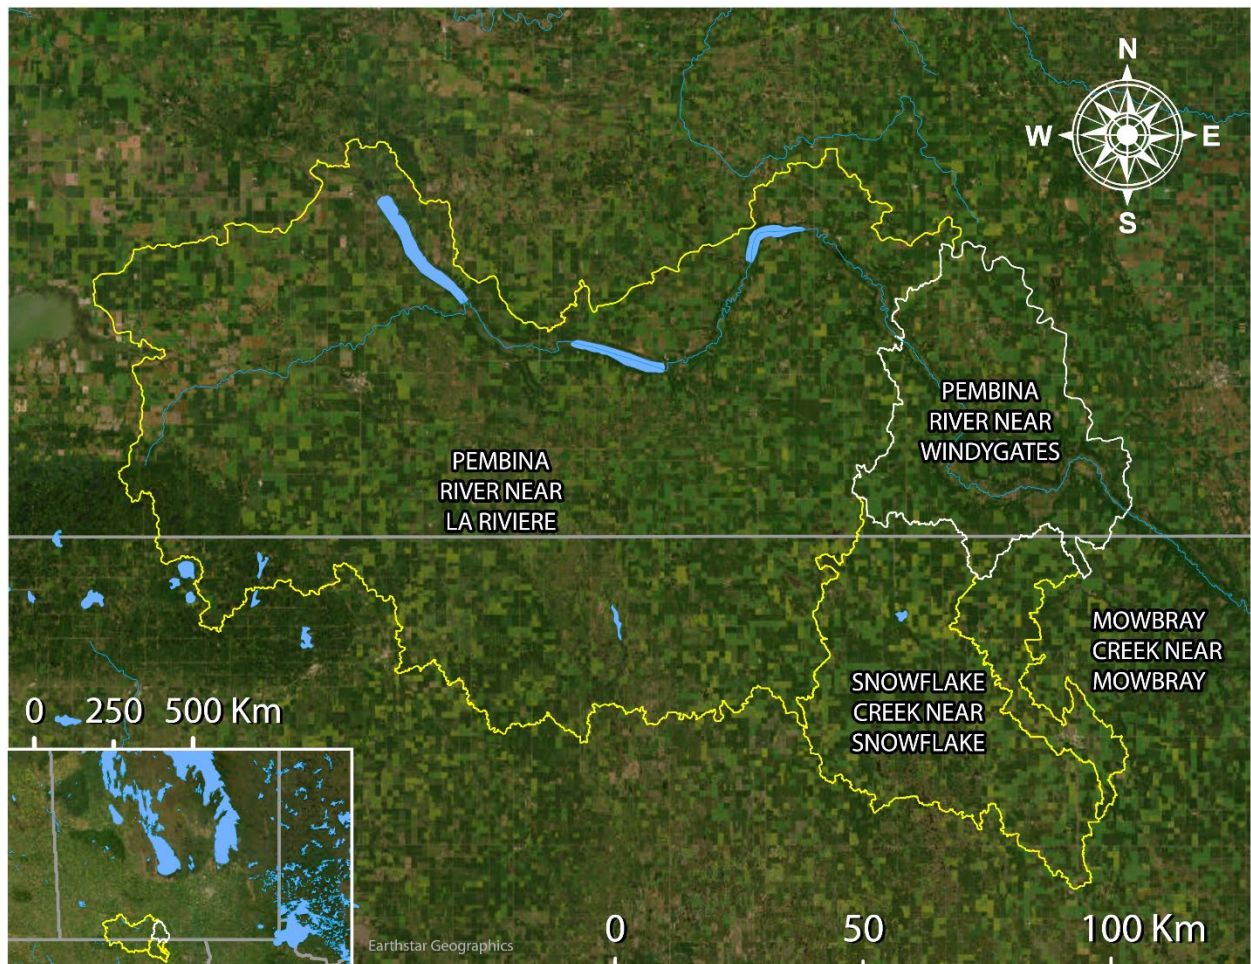 N
W
E
S
PEMBINA
RIVER NEAR
WINDYGATES
PEMBINA
RIVER NEAR
LA RIVIERE
MOWBRAY
CREEK NEAR
MOWBRAY
SNOWFLAKE
CREEK NEAR
SNOWFLAKE
0 250 500 Km
Earthstar Geographics
0 50 100 Km